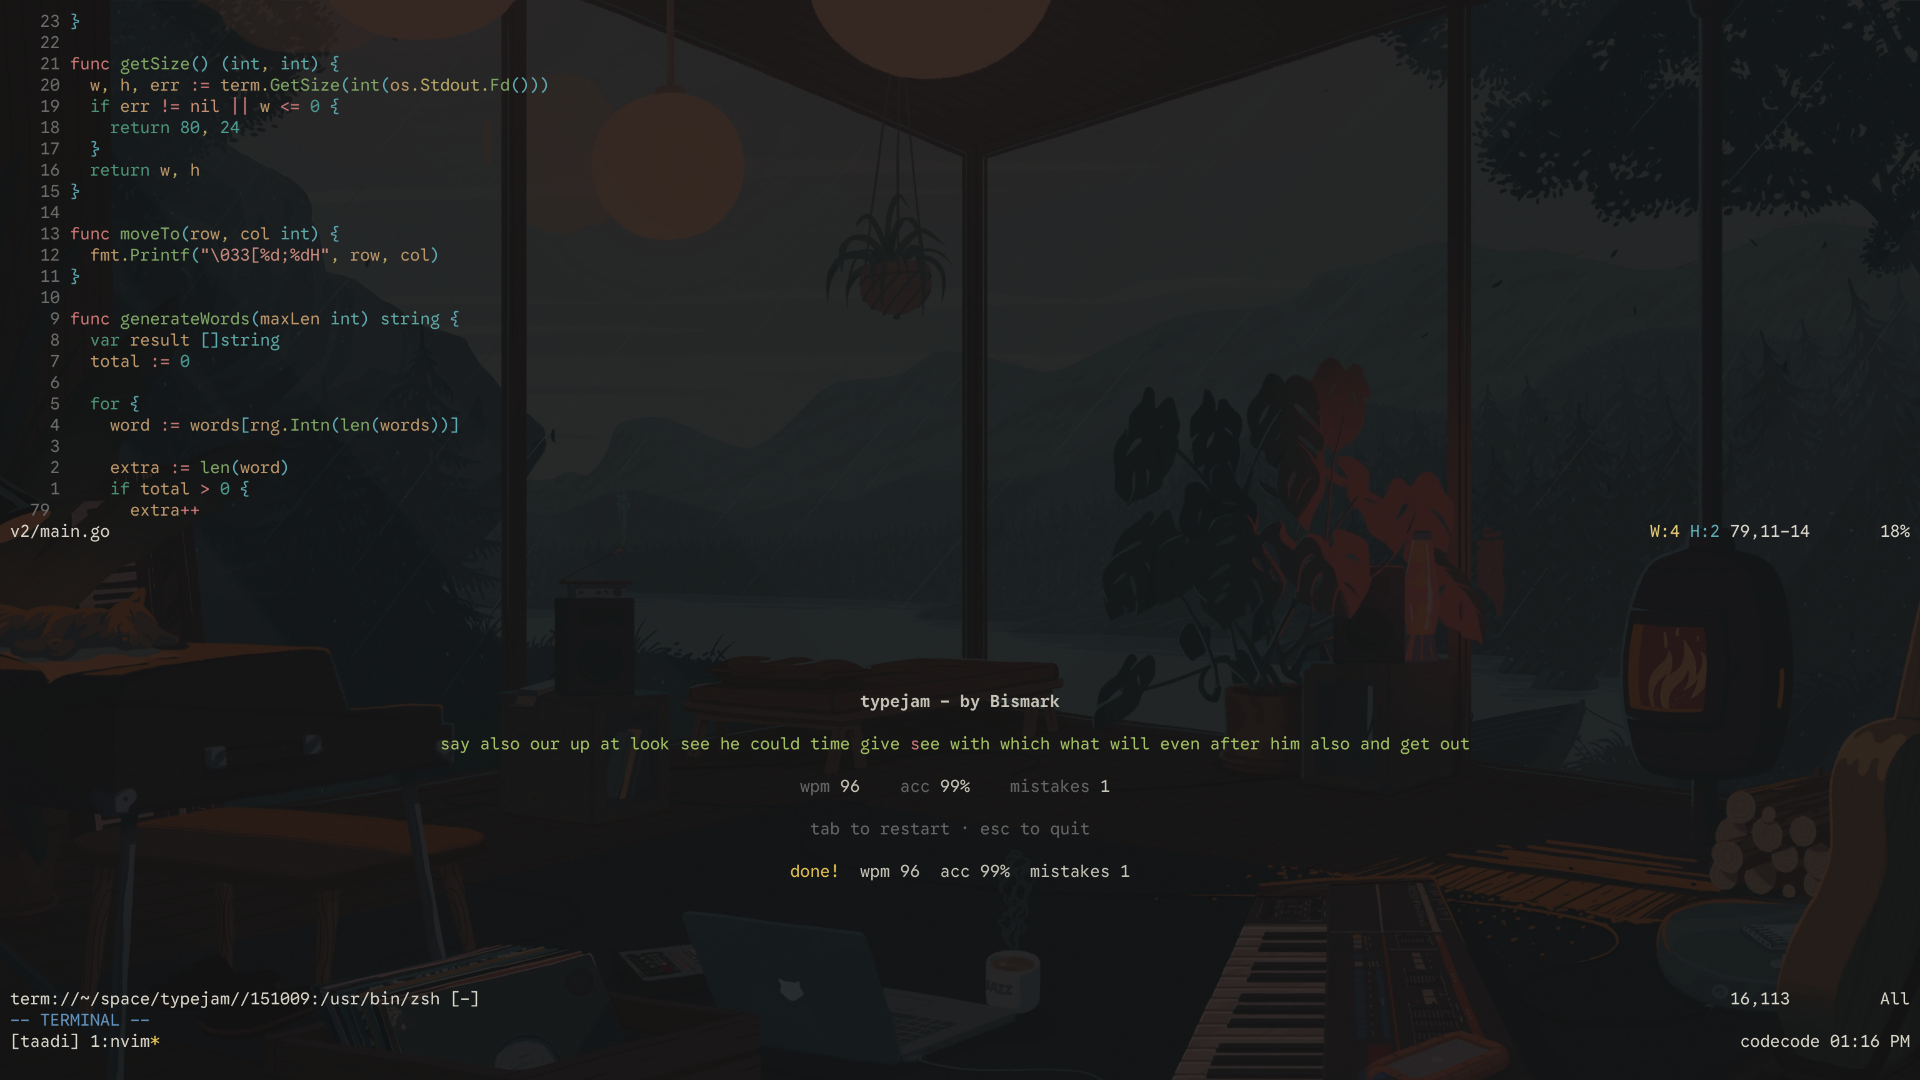 23 }
22
21 func getSize() (int, int) {
20   w, h, err := term.GetSize(int(os.Stdout.Fd()))
19   if err != nil || w <= 0 {
18     return 80, 24
17   }
16   return w, h
15 }
14
13 func moveTo(row, col int) {
12   fmt.Printf("\033[%d;%dH", row, col)
11 }
10
9 func generateWords(maxLen int) string {
8   var result []string
7   total := 0
6
5   for {
4     word := words[rng.Intn(len(words))]
3
2     extra := len(word)
1     if total > 0 {
79       extra++
v2/main.go W:4 H:2 79,11-14 18%
typejam - by Bismark
say also our up at look see he could time give see with which what will even after him also and get out
wpm 96 acc 99% mistakes 1
tab to restart · esc to quit
done! wpm 96 acc 99% mistakes 1
term://~/space/typejam//151009:/usr/bin/zsh [-] 16,113 All
-- TERMINAL --
[taadi] 1:nvim* codecode 01:16 PM